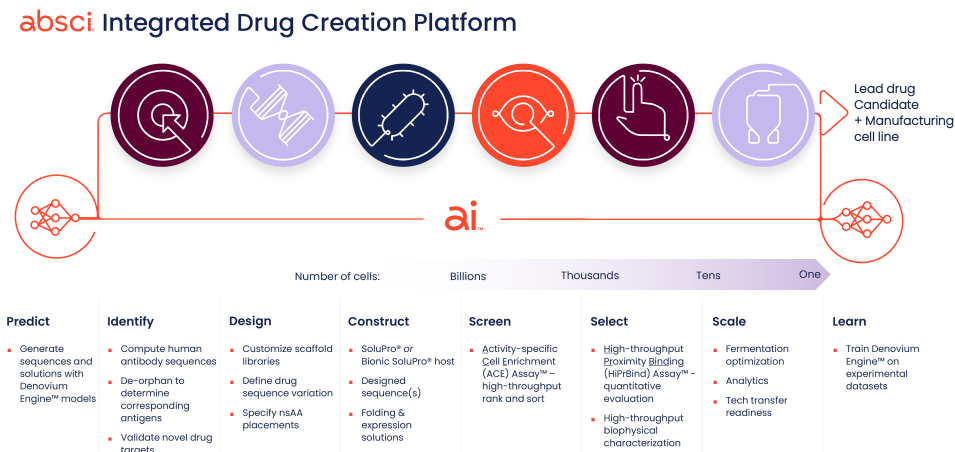 absci. Integrated Drug Creation Platform
Lead drug
Candidate
+ Manufacturing
cell line
ai™
Number of cells:
Billions
Thousands
Tens
One
Predict
▪ Generate
sequences and
solutions with
Denovium
Engine™ models
Identify
▪ Compute human
antibody sequences
▪ De-orphan to
determine
corresponding
antigens
▪ Validate novel drug
targets
Design
▪ Customize scaffold
libraries
▪ Define drug
sequence variation
▪ Specify nsAA
placements
Construct
▪ SoluPro® or
Bionic SoluPro® host
▪ Designed
sequence(s)
▪ Folding &
expression
solutions
Screen
▪ Activity-specific
Cell Enrichment
(ACE) Assay™ –
high-throughput
rank and sort
Select
▪ High-throughput
Proximity Binding
(HiPrBind) Assay™ -
quantitative
evaluation
▪ High-throughput
biophysical
characterization
Scale
▪ Fermentation
optimization
▪ Analytics
▪ Tech transfer
readiness
Learn
▪ Train Denovium
Engine™ on
experimental
datasets